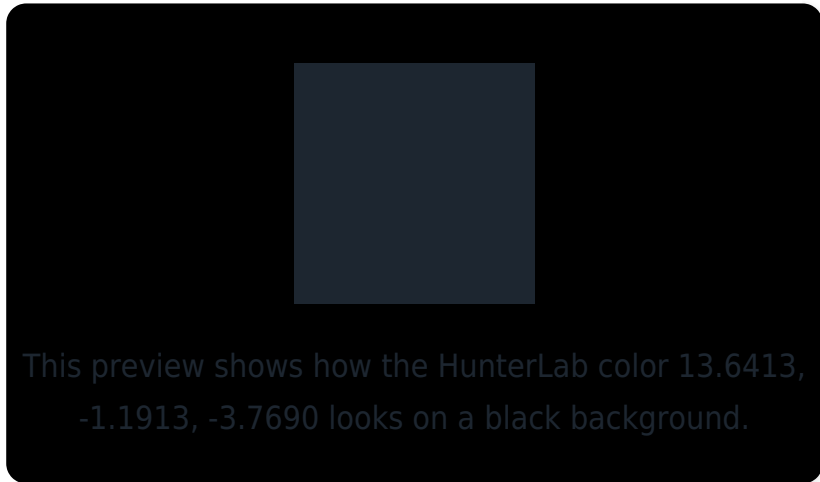 This preview shows how the HunterLab color 13.6413,
-1.1913, -3.7690 looks on a black background.